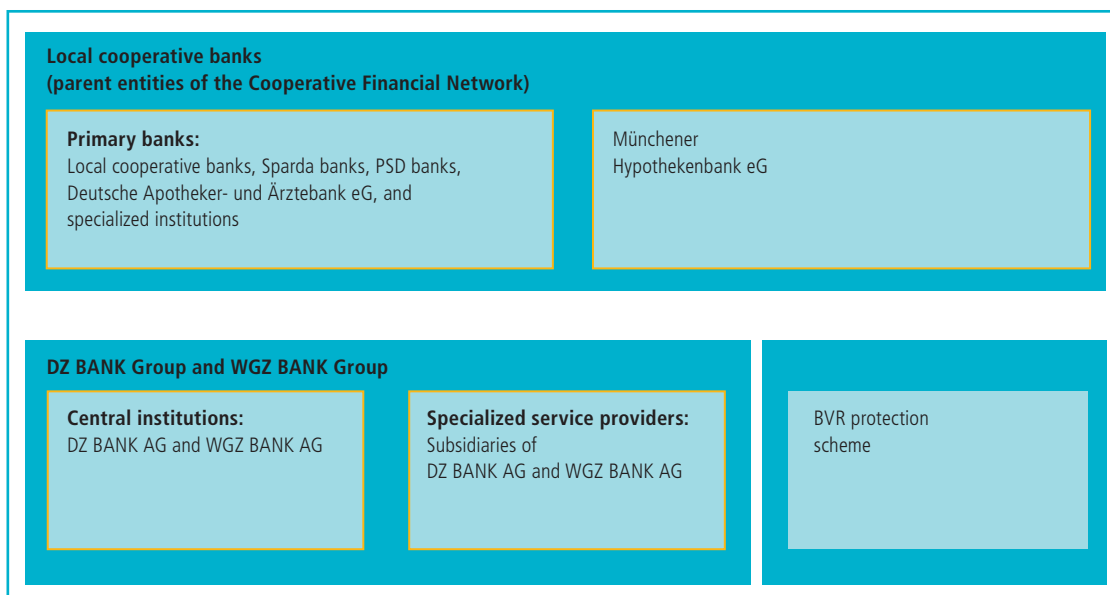 Local cooperative banks
(parent entities of the Cooperative Financial Network)
Primary banks:
Local cooperative banks, Sparda banks, PSD banks,
Deutsche Apotheker- und Ärztebank eG, and
specialized institutions
Münchener
Hypothekenbank eG
DZ BANK Group and WGZ BANK Group
Central institutions:
DZ BANK AG and WGZ BANK AG
Specialized service providers:
Subsidiaries of
DZ BANK AG and WGZ BANK AG
BVR protection
scheme